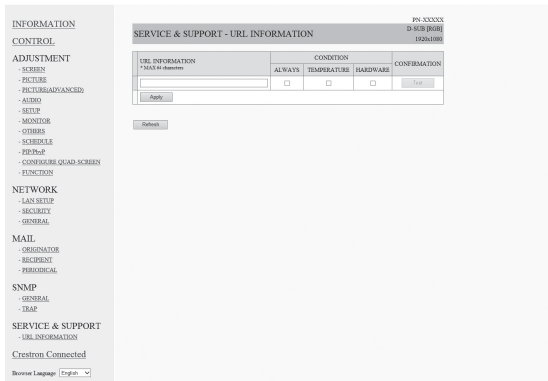 INFORMATION
CONTROL
ADJUSTMENT
- SCREEN
- PICTURE
- PICTURE(ADVANCED)
- AUDIO
- SETUP
- MONITOR
- OTHERS
- SCHEDULE
- PIP/PbyP
- CONFIGURE QUAD-SCREEN
- FUNCTION
NETWORK
- LAN SETUP
- SECURITY
- GENERAL
MAIL
- ORIGINATOR
- RECIPIENT
- PERIODICAL
SNMP
- GENERAL
- TRAP
SERVICE & SUPPORT
- URL INFORMATION
Crestron Connected
Browser Language English
PN-XXXXX
SERVICE & SUPPORT - URL INFORMATION
D-SUB [RGB]
1920x1080
URL INFORMATION
* MAX 64 characters
CONDITION
CONFIRMATION
ALWAYS TEMPERATURE HARDWARE
Test
Apply
Refresh